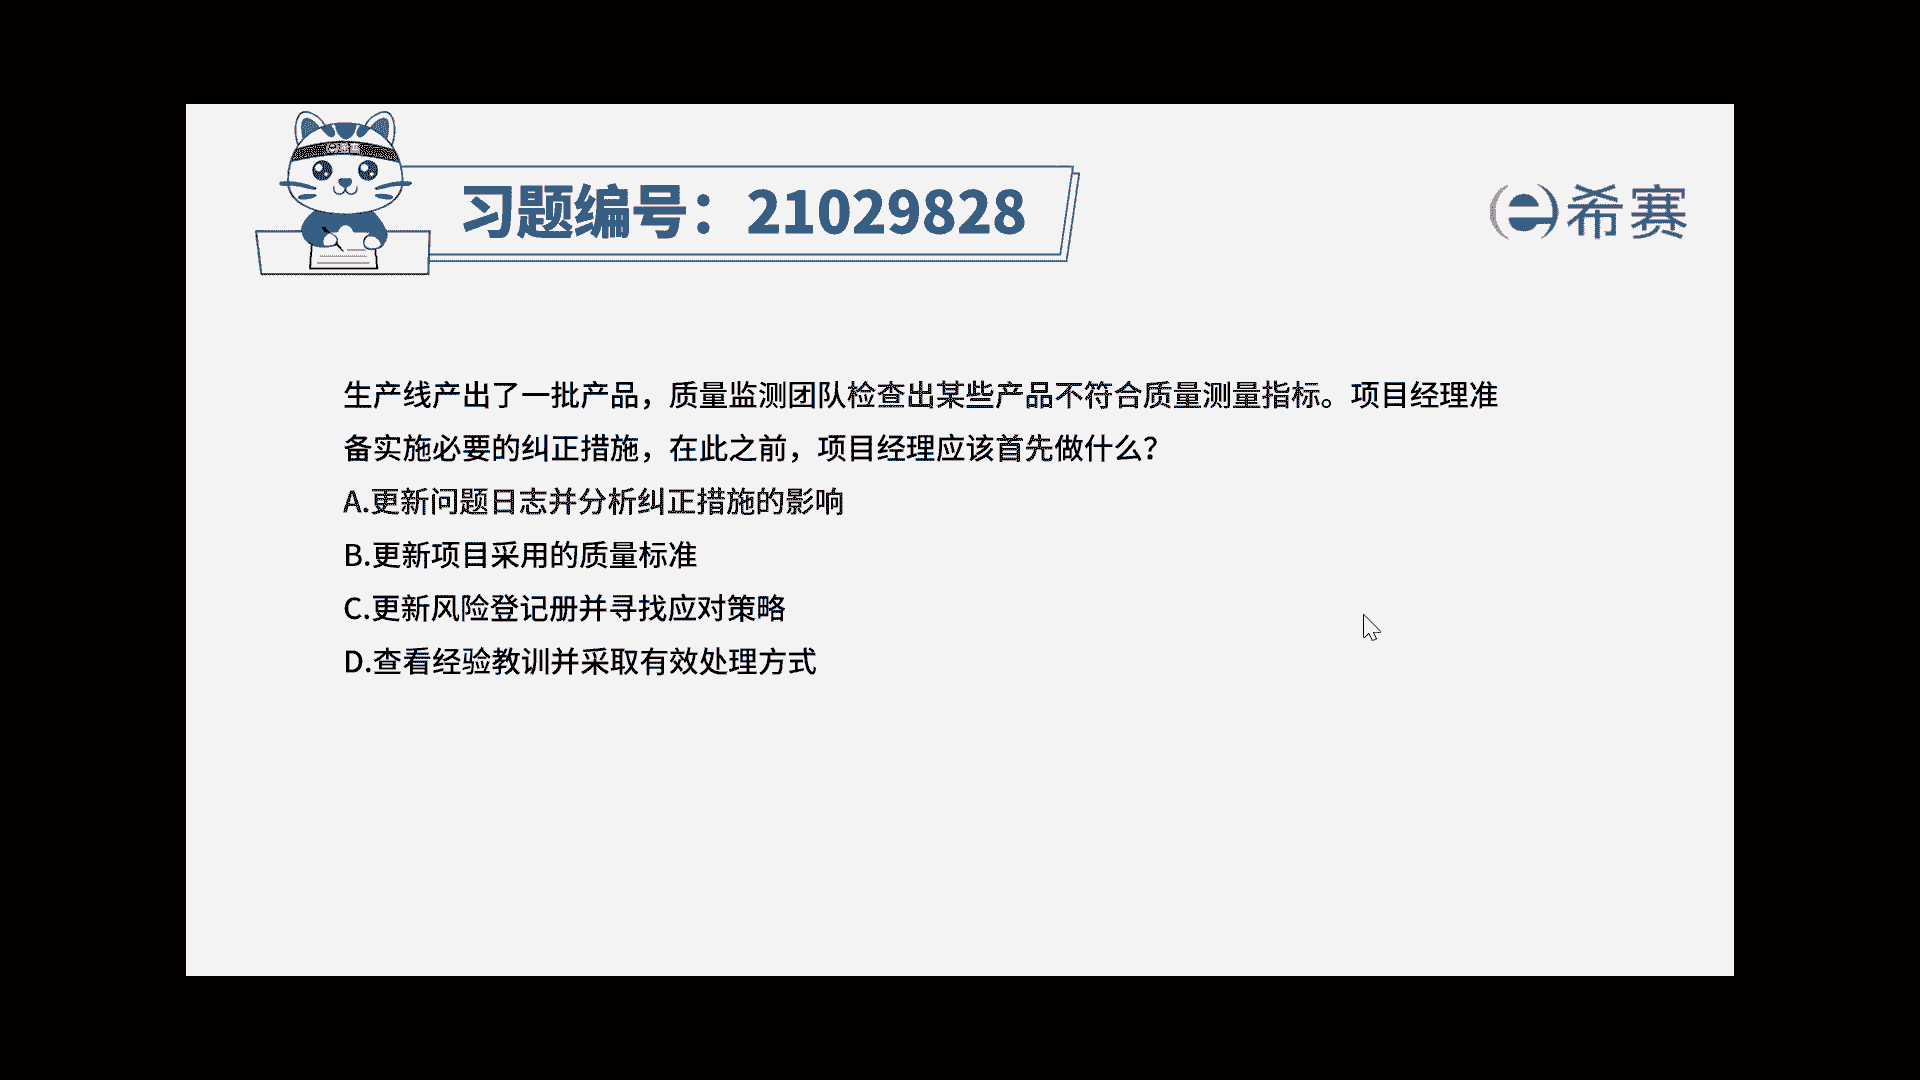 习题编号：21029828
希赛
生产线产出了一批产品，质量监测团队检查出某些产品不符合质量测量指标。项目经理准
备实施必要的纠正措施，在此之前，项目经理应该首先做什么？
A.更新问题日志并分析纠正措施的影响
B.更新项目采用的质量标准
C.更新风险登记册并寻找应对策略
D.查看经验教训并采取有效处理方式